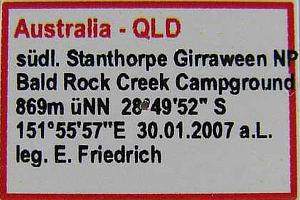 Australia - QLD
südl. Stanthorpe Girraween NP
Bald Rock Creek Campground
869m üNN 28°49'52" S
151°55'57"E 30.01.2007 a.L.
leg. E. Friedrich